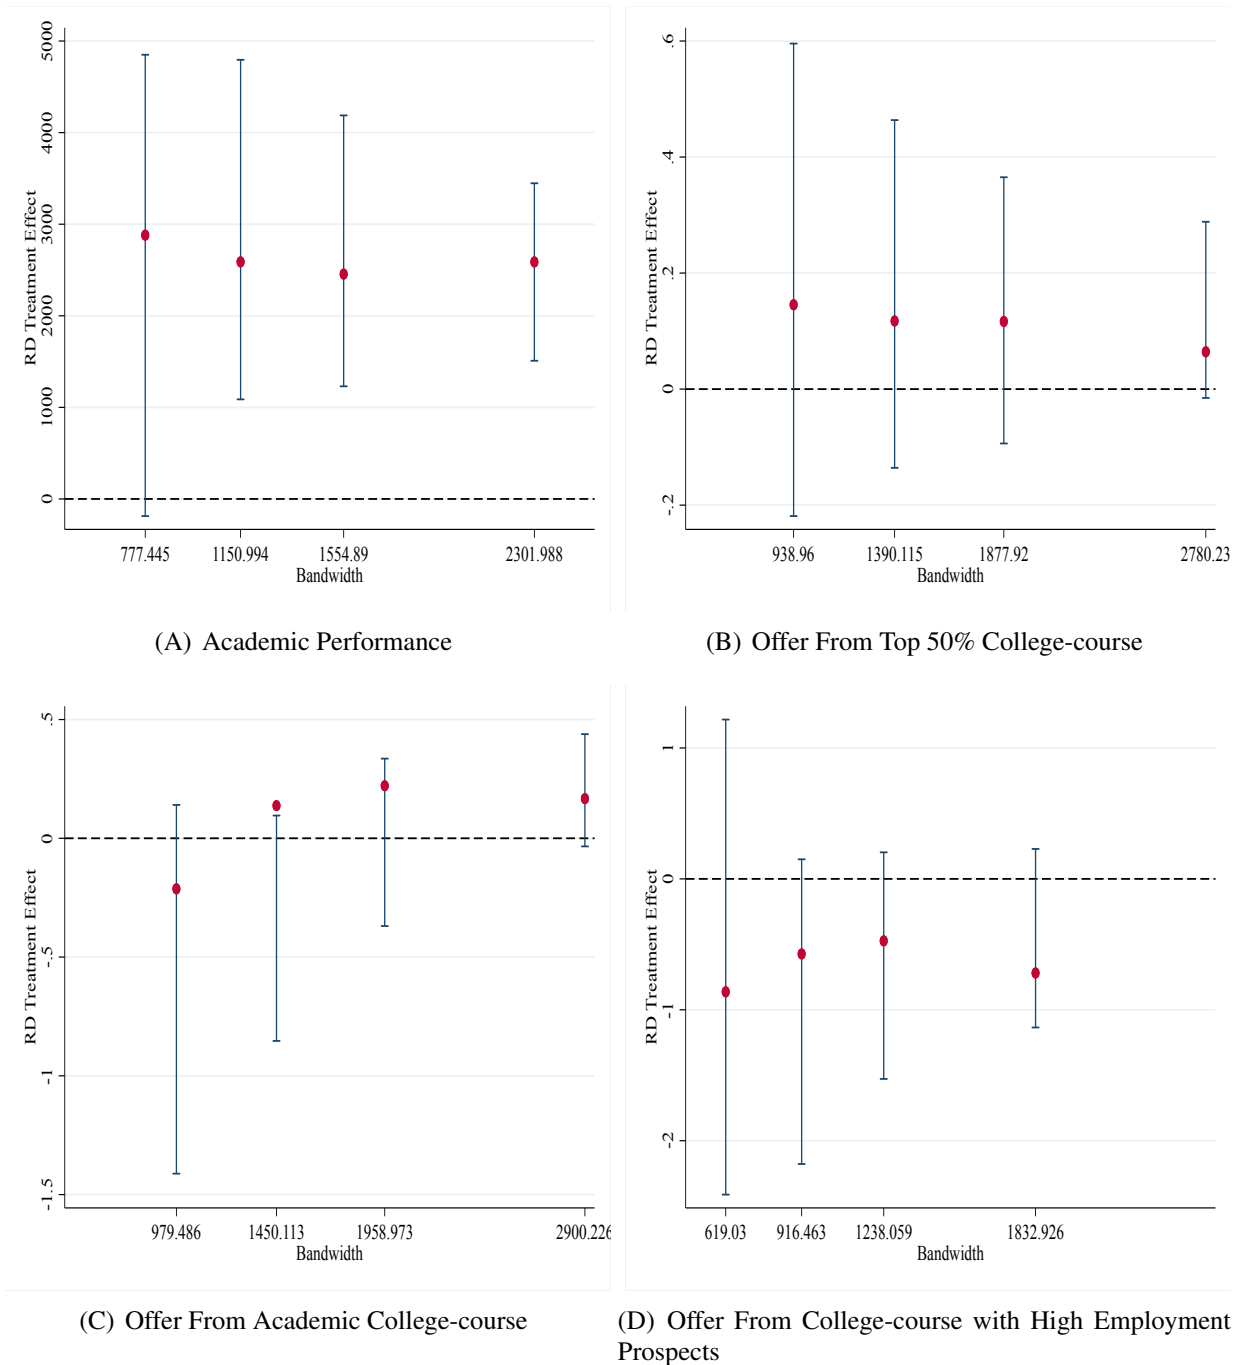 RD Treatment Effect
5000
4000
3000
2000
1000
0
777.445 1150.994 1554.89 2301.988
Bandwidth
(A) Academic Performance
RD Treatment Effect
.6
.4
.2
0
-.2
938.96 1390.115 1877.92 2780.23
Bandwidth
(B) Offer From Top 50% College-course
RD Treatment Effect
.5
0
-.5
-1
-1.5
979.486 1450.113 1958.973 2900.226
Bandwidth
(C) Offer From Academic College-course
RD Treatment Effect
1
0
-1
-2
619.03 916.463 1238.059 1832.926
Bandwidth
(D) Offer From College-course with High Employment
Prospects